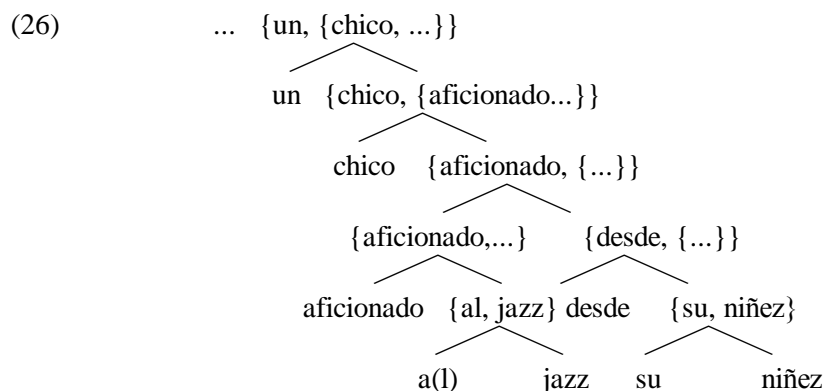 (26) ... {un, {chico, ...}}
un {chico, {aficionado...}}
chico {aficionado, {...}}
{aficionado,...} {desde, {...}}
aficionado {al, jazz} desde {su, niñez}
a(l) jazz su niñez